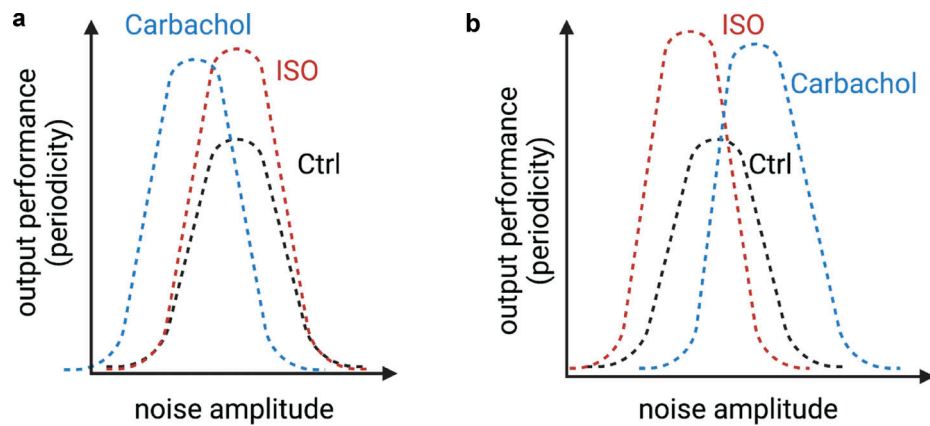 a
Carbachol
ISO
Ctrl
output performance
(periodicity)
noise amplitude
b
ISO
Carbachol
Ctrl
output performance
(periodicity)
noise amplitude